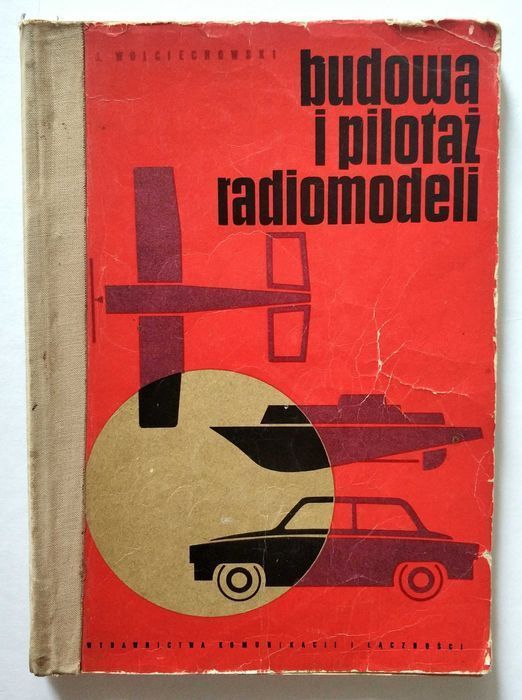 J. WOJCIECHOWSKI
budowa
i pilotaż
radiomodeli
WYDAWNICTWA KOMUNIKACJI I ŁĄCZNOŚCI